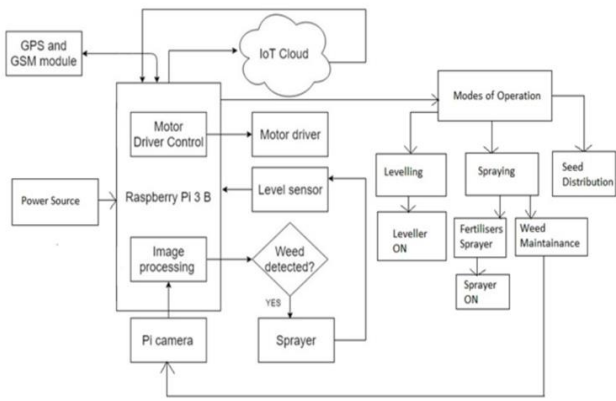 GPS and
GSM module
IoT Cloud
Modes of Operation
Motor
Driver Control
Motor driver
Levelling
Spraying
Seed
Distribution
Power Source
Raspberry Pi 3 B
Level sensor
Leveller
ON
Fertilisers
Sprayer
Weed
Maintainance
Image
processing
Weed
detected?
Sprayer
ON
YES
Pi camera
Sprayer